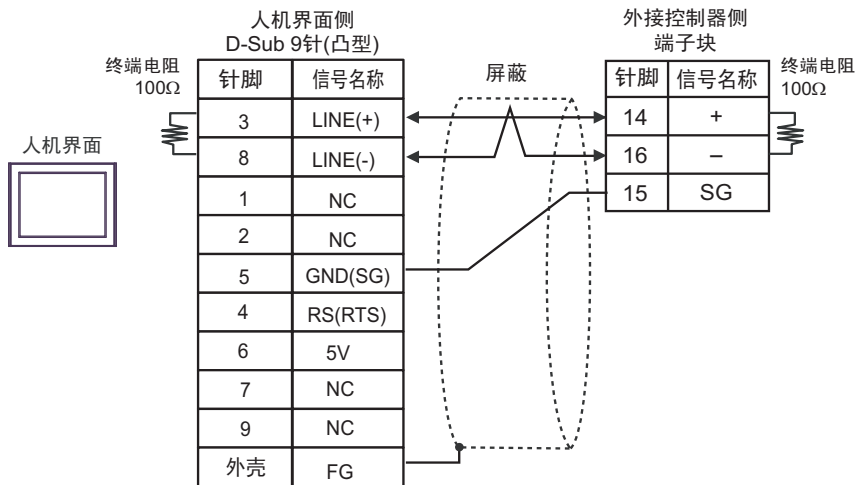 人机界面侧
D-Sub 9针(凸型)
外接控制器侧
端子块
终端电阻
100Ω
针脚 信号名称
屏蔽
针脚 信号名称
终端电阻
100Ω
人机界面
3 LINE(+)
14 +
8 LINE(-)
16 –
1 NC
15 SG
2 NC
5 GND(SG)
4 RS(RTS)
6 5V
7 NC
9 NC
外壳 FG